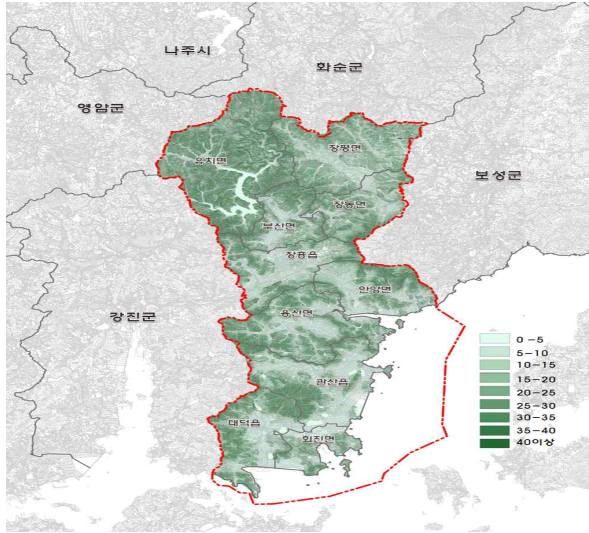 나주시
화순군
영암군
장평면
유치면
보성군
장동면
부산면
장흥읍
안양면
용산면
강진군
관산읍
대덕읍
회진면
0-5
5-10
10-15
15-20
20-25
25-30
30-35
35-40
40이상